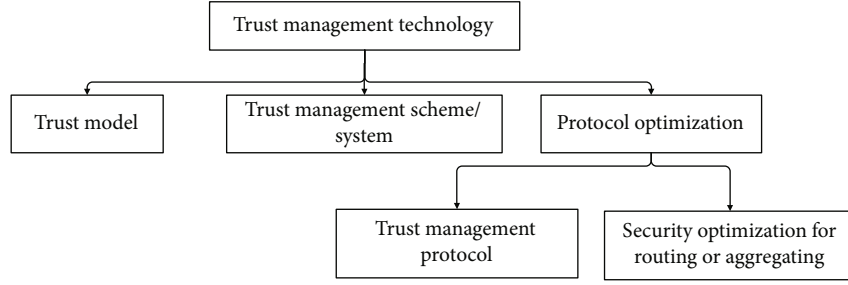 Trust management technology
Trust model
Trust management scheme/
system
Protocol optimization
Trust management
protocol
Security optimization for
routing or aggregating